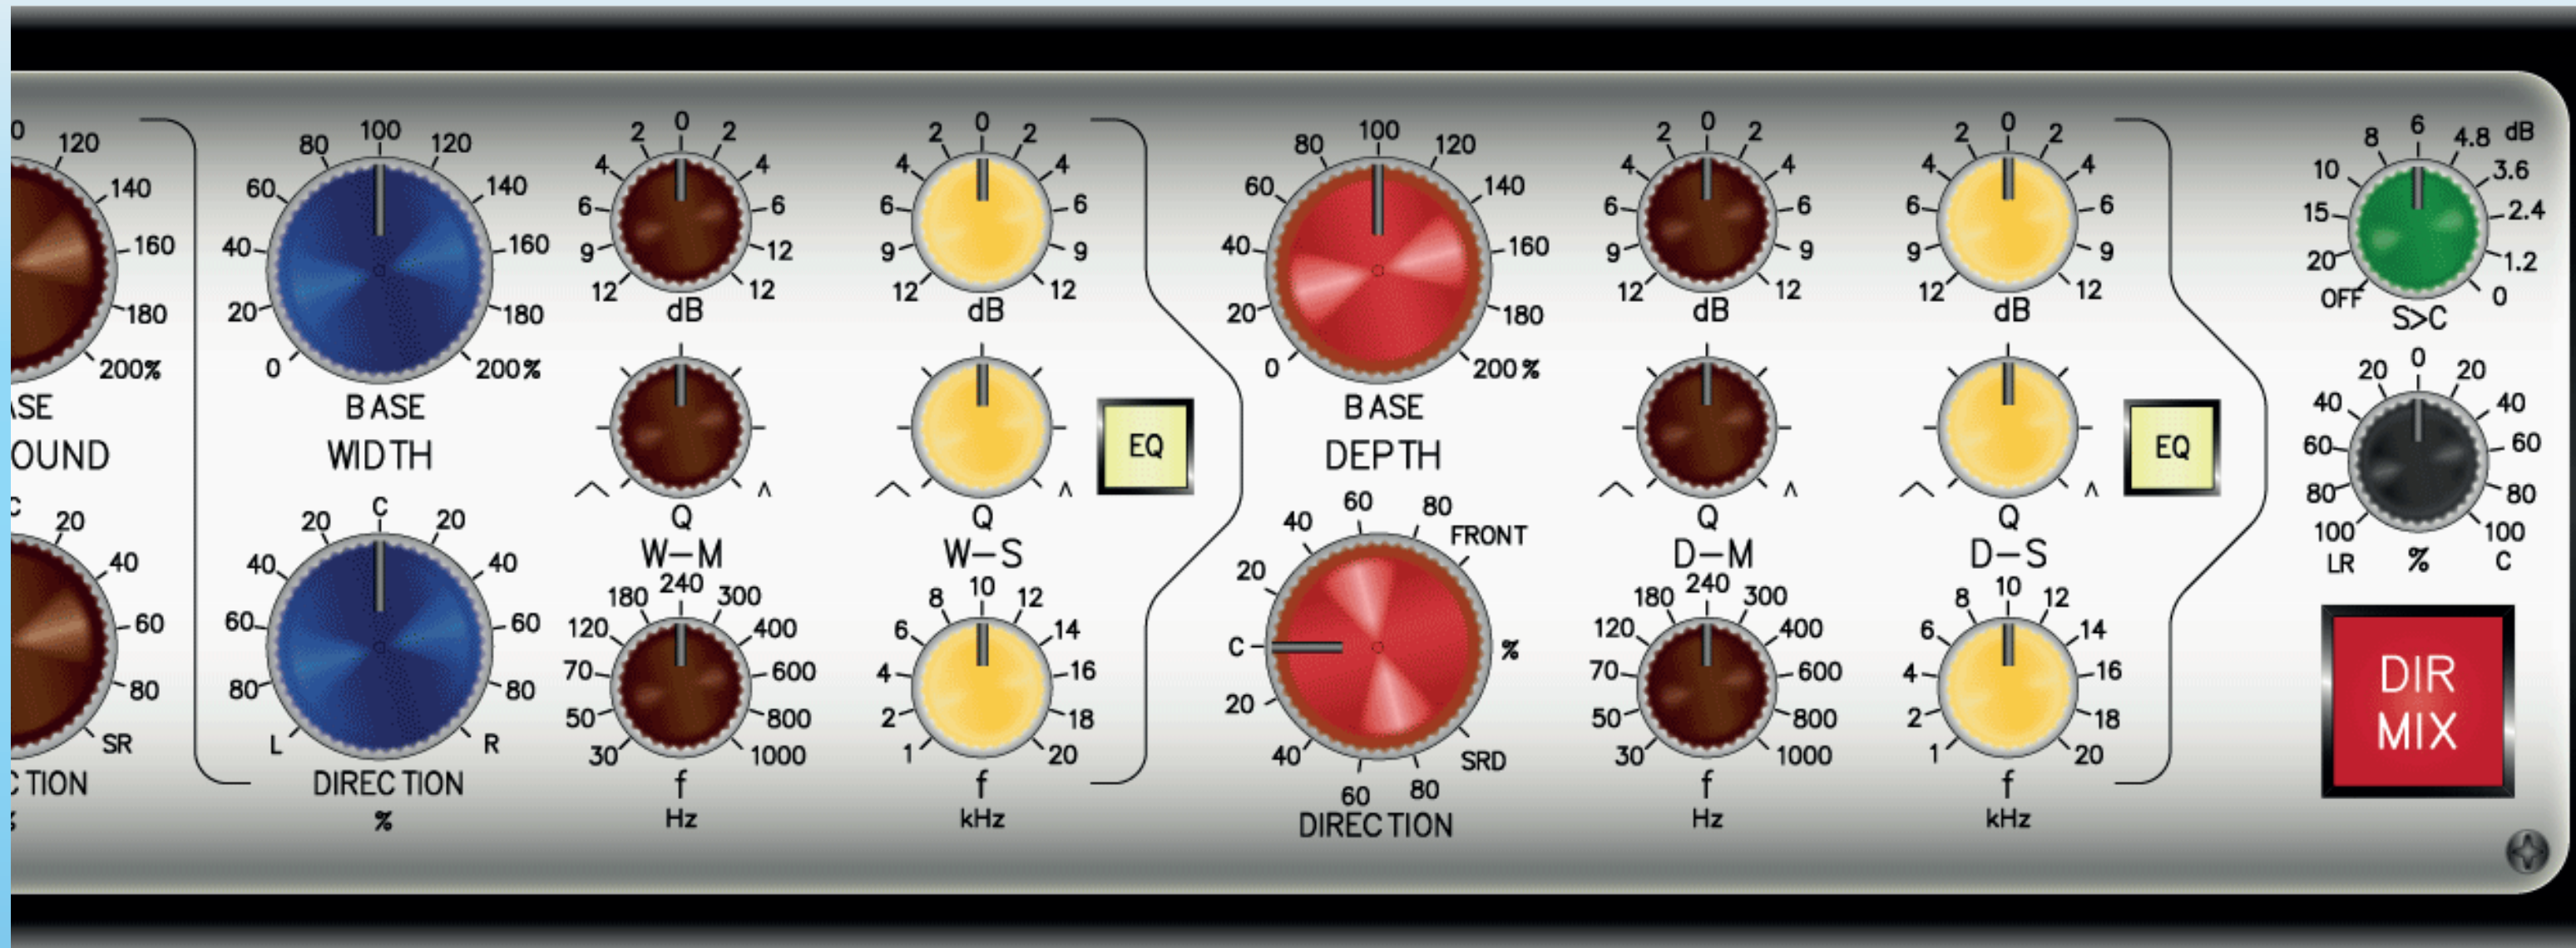 0 120
140
160
180
200%
ASE
OUND
C 20
40
60
80
SR
CTION
%
80 100 120
60 140
40 160
20 180
0 200%
BASE
WIDTH
C
20 20
40 40
60 60
80 80
L R
DIRECTION
%
2 0 2
4 4
6 6
9 12
12 12
dB
Q
W-M
180 240 300
120 400
70 600
50 800
30 1000
f
Hz
2 0 2
4 4
6 6
9 9
12 12
dB
Q
W-S
8 10 12
6 14
4 16
2 18
1 20
f
kHz
EQ
80 100 120
60 140
40 160
20 180
0 200%
BASE
DEPTH
60 80
40 FRONT
20
C %
20
40 SRD
60 80
DIRECTION
2 0 2
4 4
6 6
9 9
12 12
dB
Q
D-M
180 240 300
120 400
70 600
50 800
30 1000
f
Hz
2 0 2
4 4
6 6
9 9
12 12
dB
Q
D-S
8 10 12
6 14
4 16
2 18
1 20
f
kHz
EQ
8 6 4.8 dB
10 3.6
15 2.4
20 1.2
OFF 0
S>C
0
20 20
40 40
60 60
80 80
100 100
LR % C
DIR
MIX